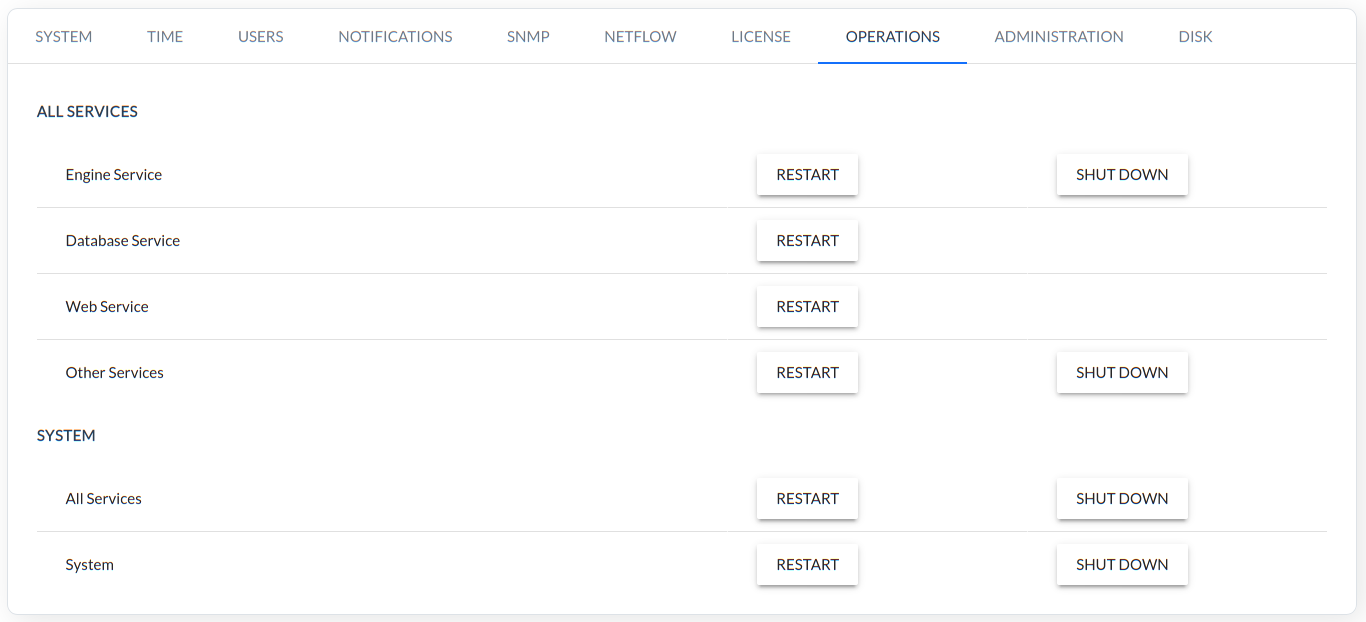 SYSTEM TIME USERS NOTIFICATIONS SNMP NETFLOW LICENSE OPERATIONS ADMINISTRATION DISK
ALL SERVICES
Engine Service RESTART SHUT DOWN
Database Service RESTART
Web Service RESTART
Other Services RESTART SHUT DOWN
SYSTEM
All Services RESTART SHUT DOWN
System RESTART SHUT DOWN